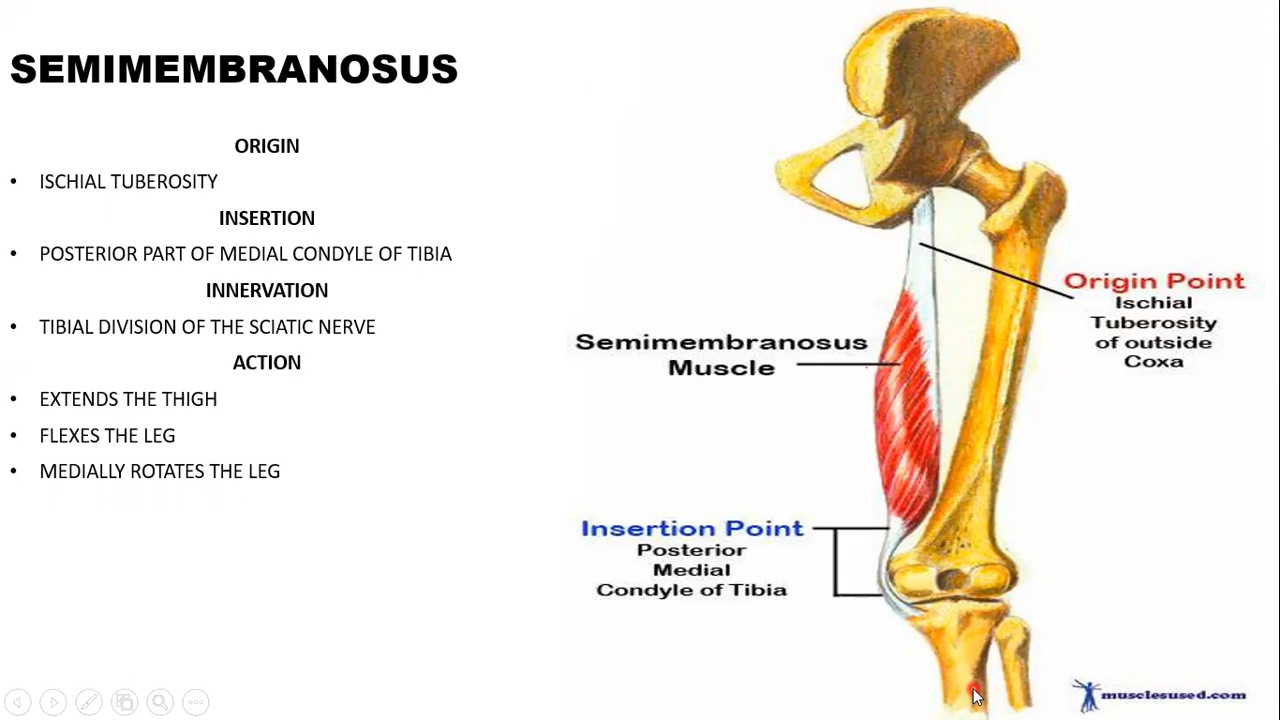 SEMIMEMBRANOSUS
ORIGIN
• ISCHIAL TUBEROSITY
INSERTION
• POSTERIOR PART OF MEDIAL CONDYLE OF TIBIA
INNERVATION
• TIBIAL DIVISION OF THE SCIATIC NERVE
ACTION
• EXTENDS THE THIGH
• FLEXES THE LEG
• MEDIALLY ROTATES THE LEG
Origin Point
Ischial
Tuberosity
of outside
Coxa
Semimembranosus
Muscle
Insertion Point
Posterior
Medial
Condyle of Tibia
musclesused.com